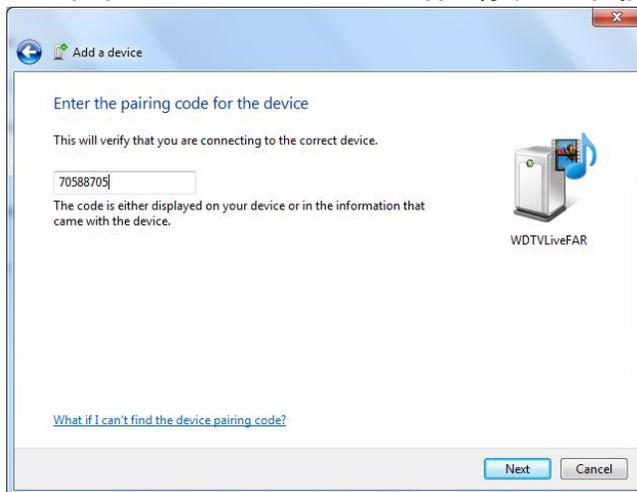 Add a device
Enter the pairing code for the device
This will verify that you are connecting to the correct device.
70588705
The code is either displayed on your device or in the information that
came with the device.
WDTVLiveFAR
What if I can't find the device pairing code?
Next
Cancel